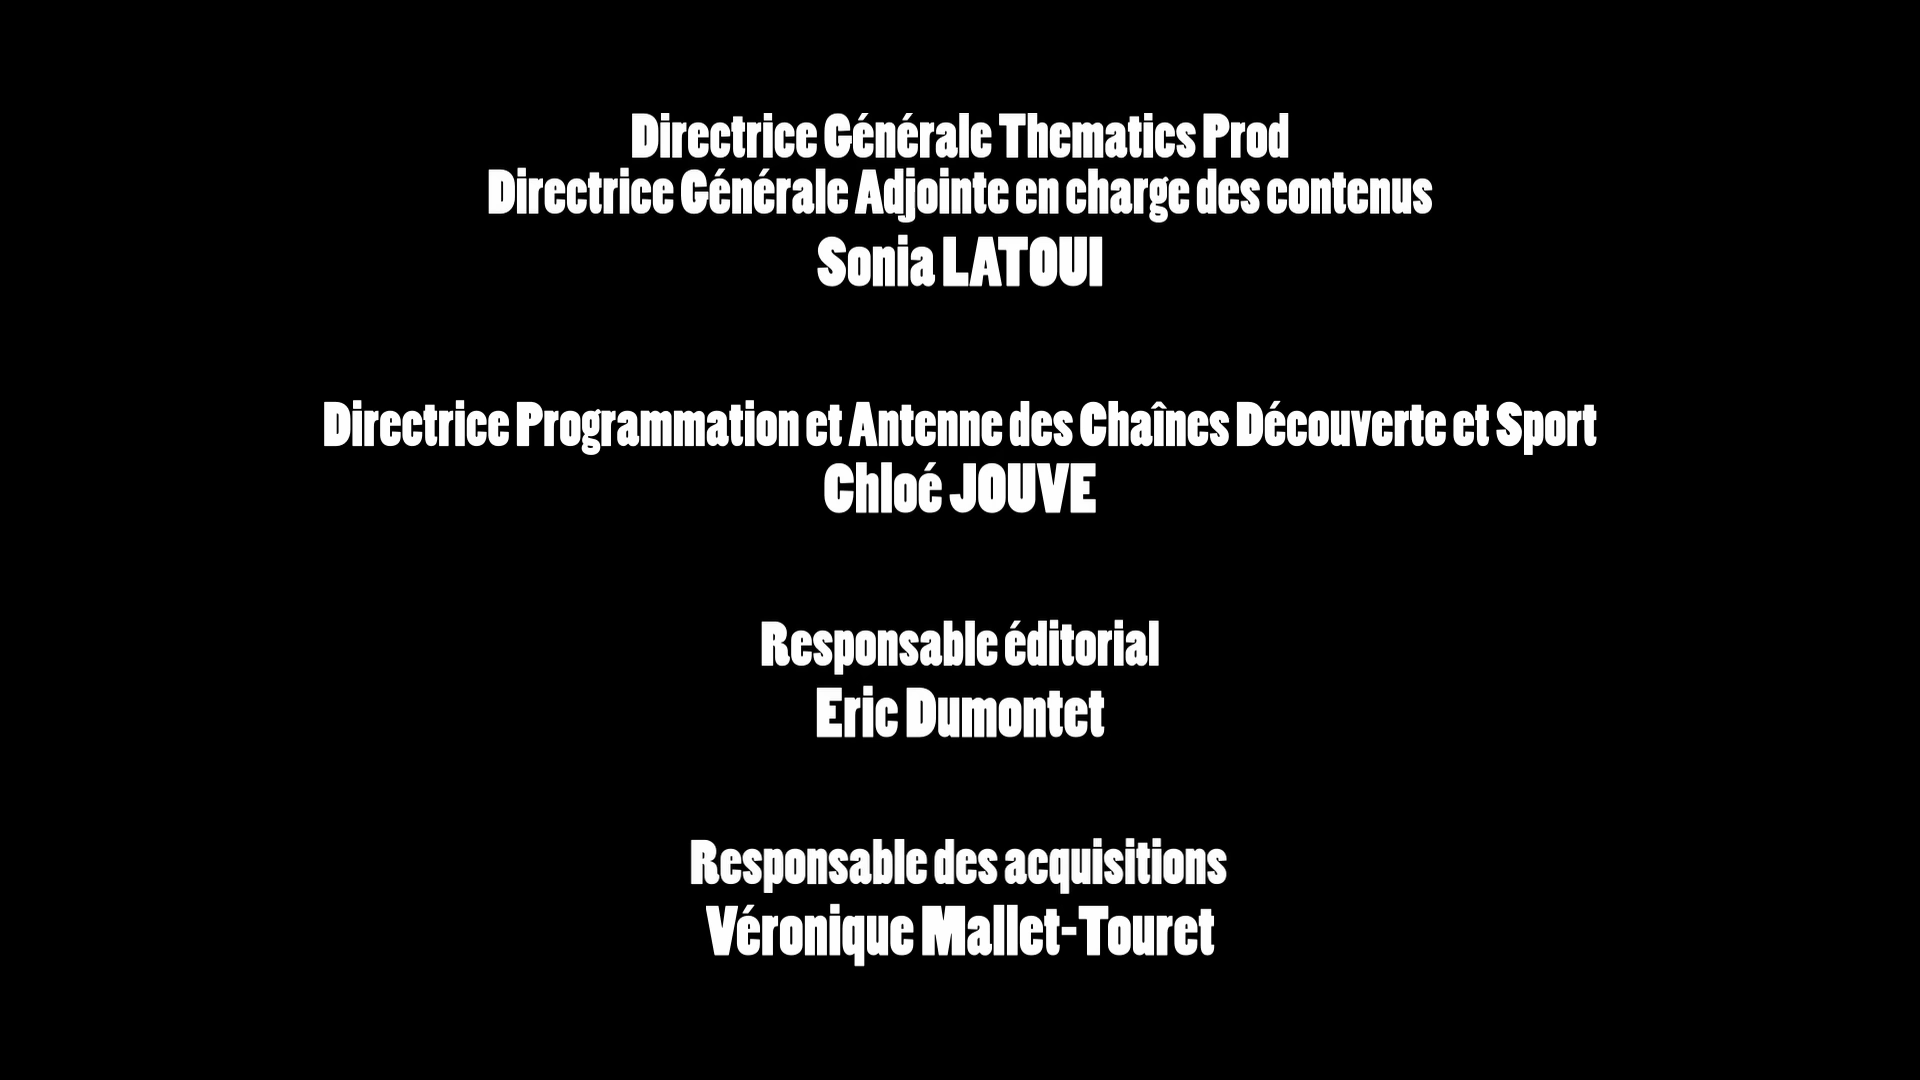 Directrice Générale Thematics Prod
Directrice Générale Adjointe en charge des contenus
Sonia LATOUI
Directrice Programmation et Antenne des Chaînes Découverte et Sport
Chloé JOUVE
Responsable éditorial
Eric Dumontet
Responsable des acquisitions
Véronique Mallet-Touret